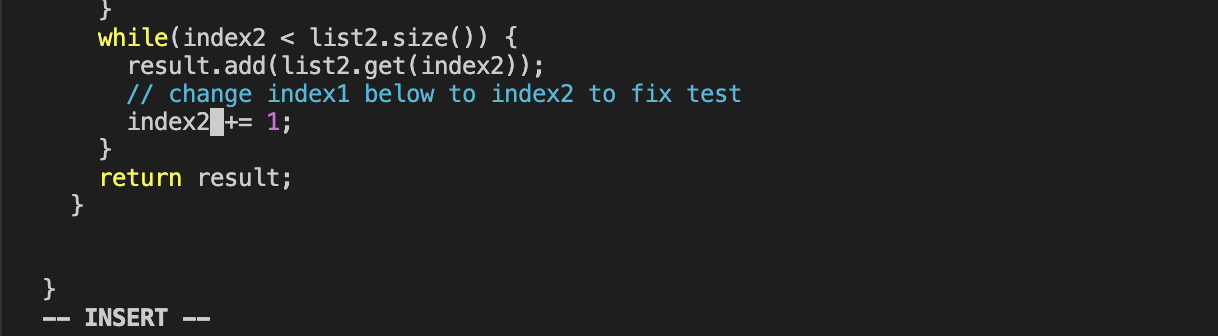 }
while(index2 < list2.size()) {
result.add(list2.get(index2));
// change index1 below to index2 to fix test
index2 += 1;
}
return result;
}
}
-- INSERT --